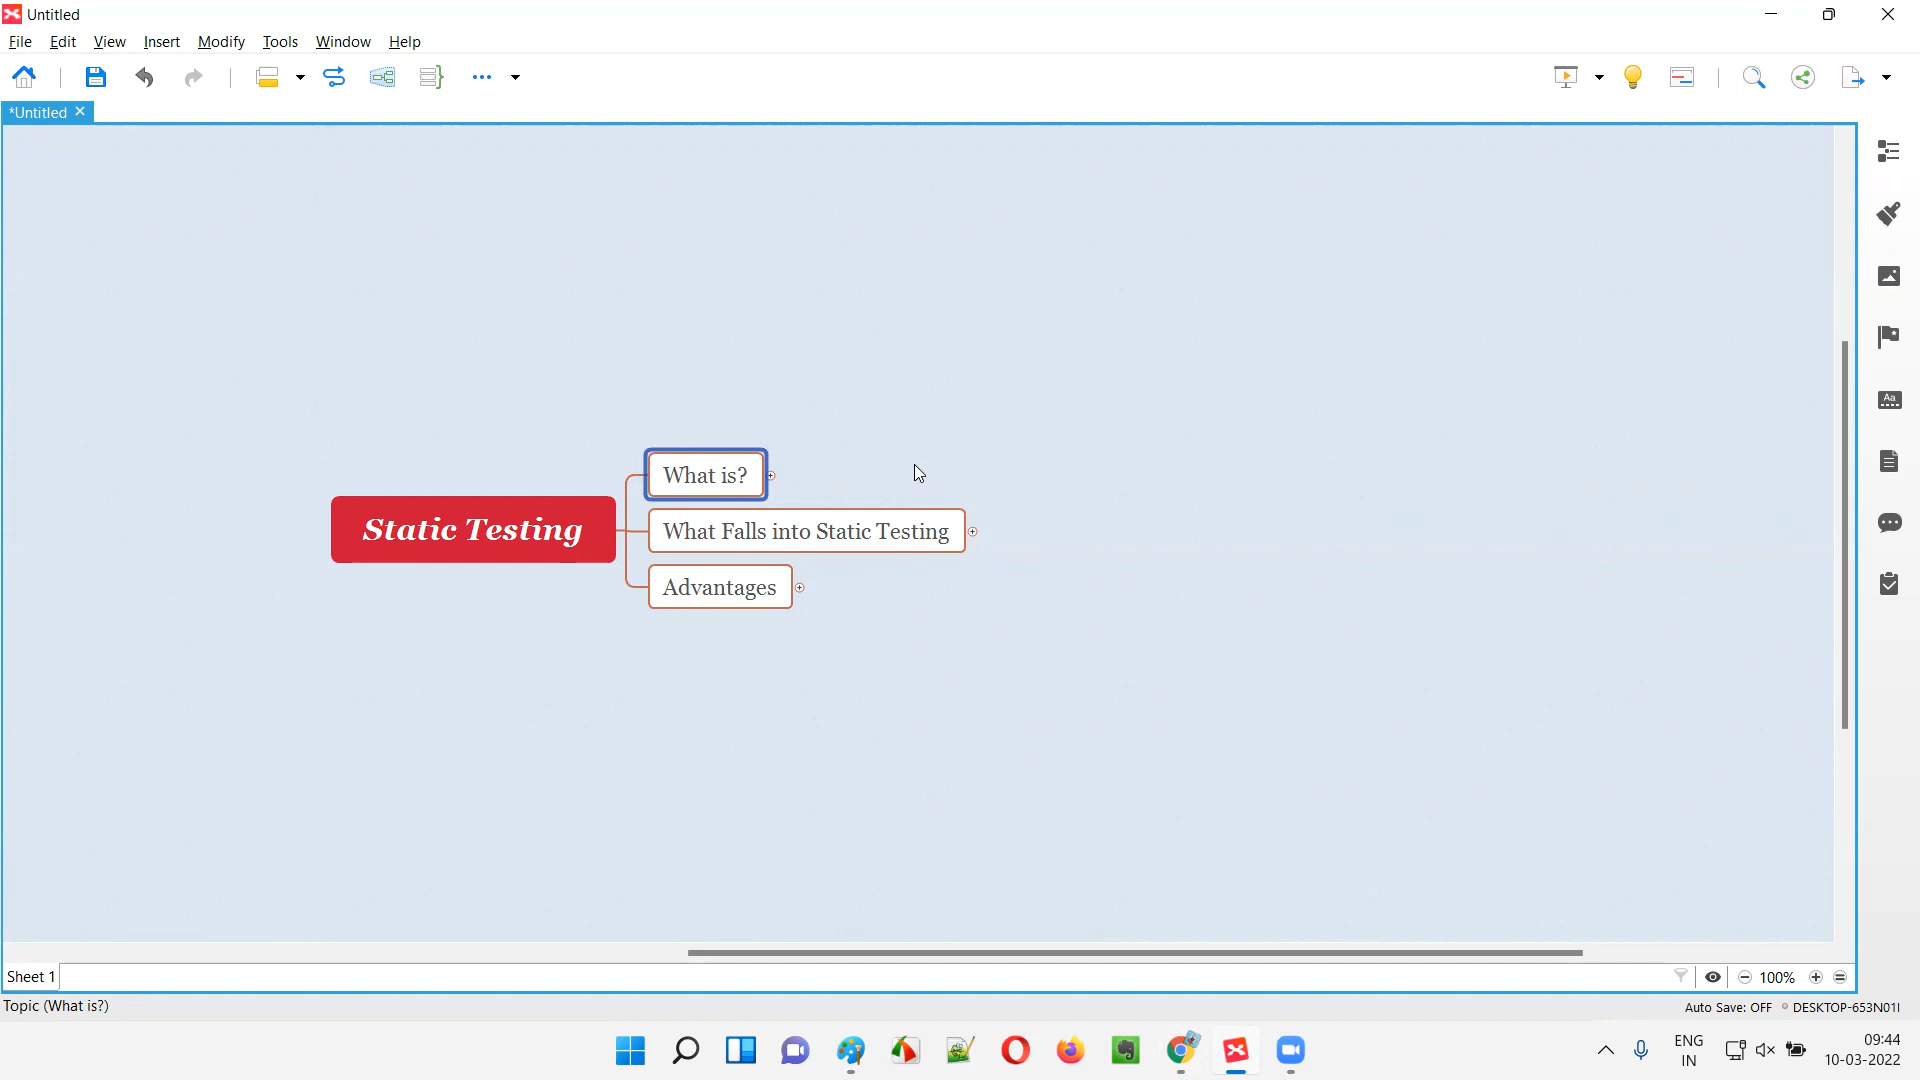 Untitled
File Edit View Insert Modify Tools Window Help
*Untitled
What is?
What Falls into Static Testing
Static Testing
Advantages
Aa
Sheet 1
100%
Topic (What is?)
Auto Save: OFF DESKTOP-653N01I
ENG
IN
09:44
10-03-2022